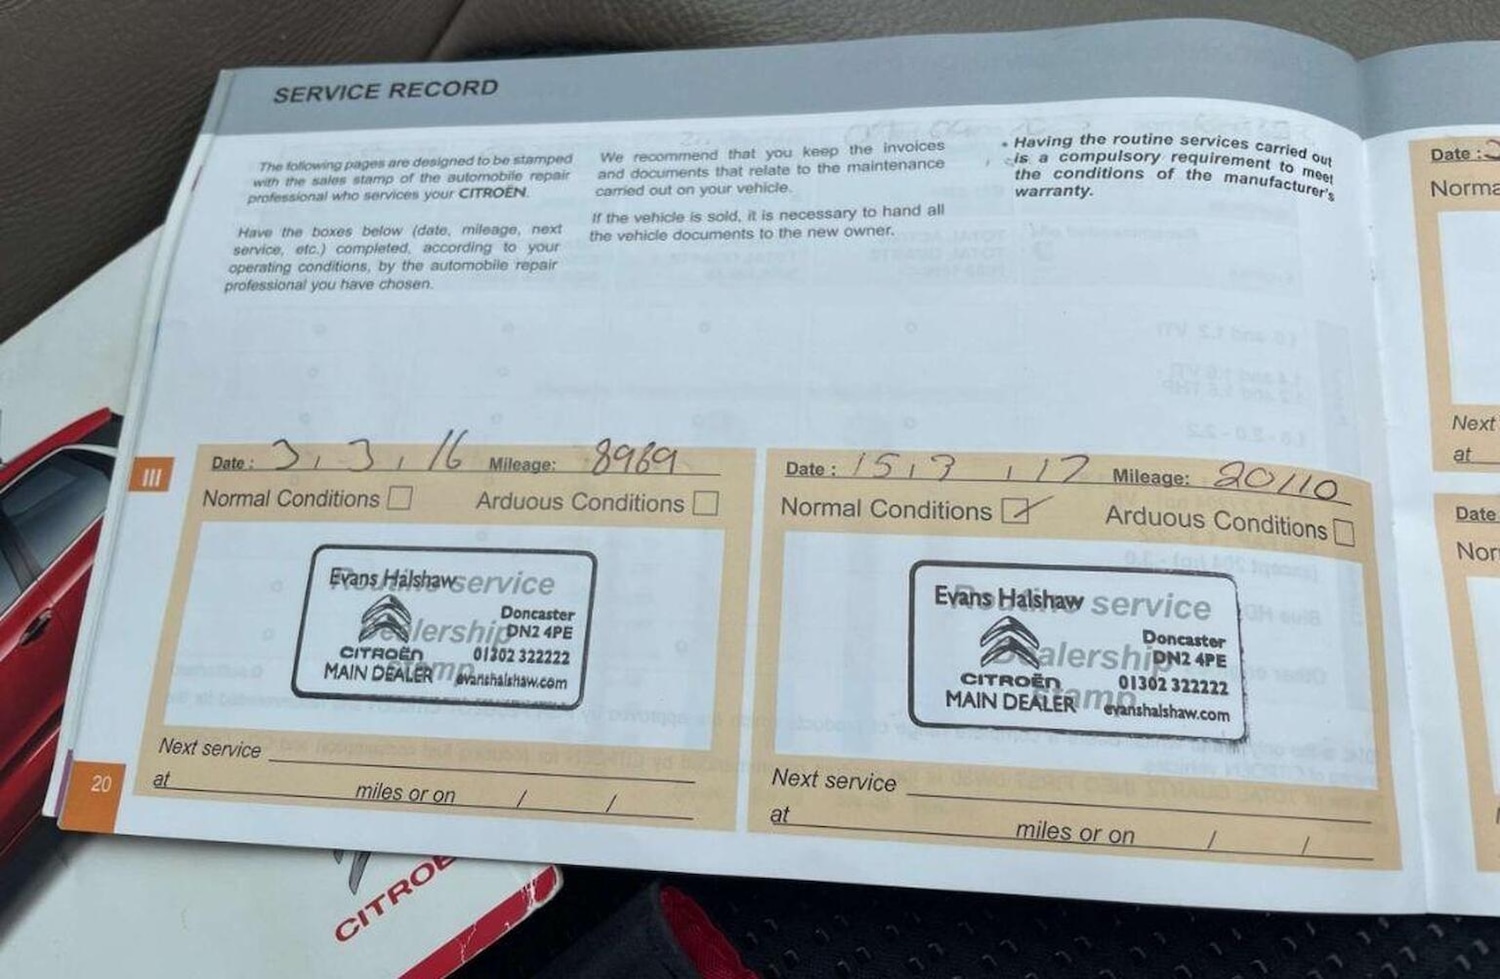 SERVICE RECORD
The following pages are designed to be stamped
with the sales stamp of the automobile repair
professional who services your CITROËN.
Have the boxes below (date, mileage, next
service, etc.) completed, according to your
operating conditions, by the automobile repair
professional you have chosen.
We recommend that you keep the invoices
and documents that relate to the maintenance
carried out on your vehicle.
If the vehicle is sold, it is necessary to hand all
the vehicle documents to the new owner.
• Having the routine services carried out
is a compulsory requirement to meet
the conditions of the manufacturer's
warranty.
III
Date : 3, 3, 16 Mileage: 8969
Normal Conditions Arduous Conditions
Routine service
Dealership
stamp
Evans Halshaw
Doncaster
DN2 4PE
CITROËN 01302 322222
MAIN DEALER evanshalshaw.com
Next service
at miles or on / /
Date : 15, 3, 17 Mileage: 20110
Normal Conditions Arduous Conditions
Routine service
Dealership
stamp
Evans Halshaw
Doncaster
DN2 4PE
CITROËN 01302 322222
MAIN DEALER evanshalshaw.com
Next service
at miles or on / /
20
Date :
Next
at
Date
CITROË